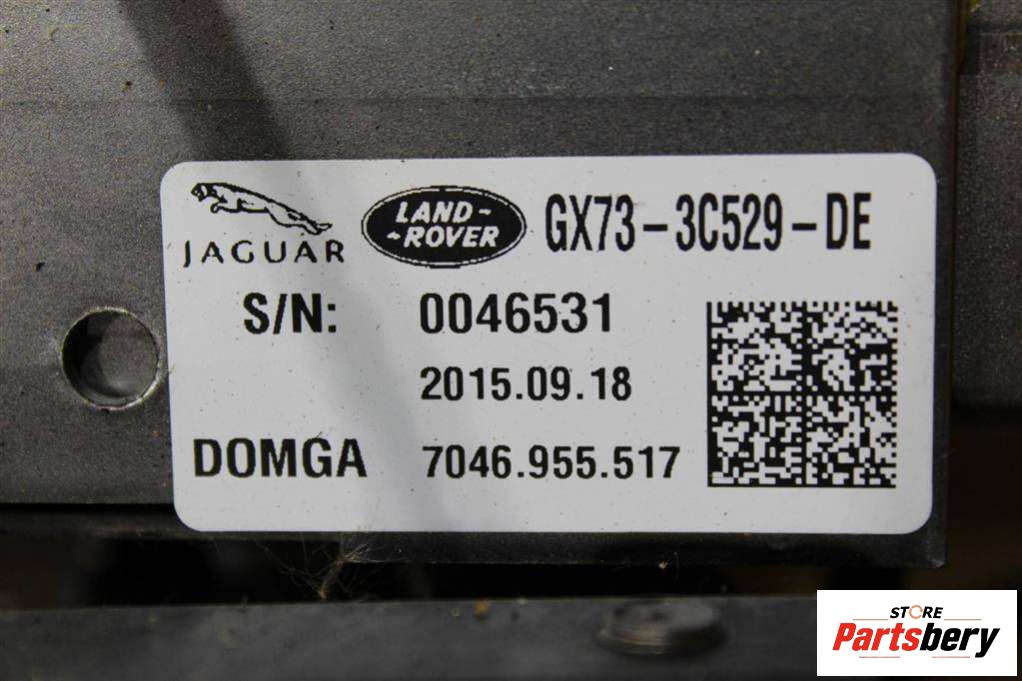 JAGUAR
LAND-
-ROVER
GX73-3C529-DE
S/N: 0046531
2015.09.18
DOMGA 7046.955.517
STORE
Partsbery